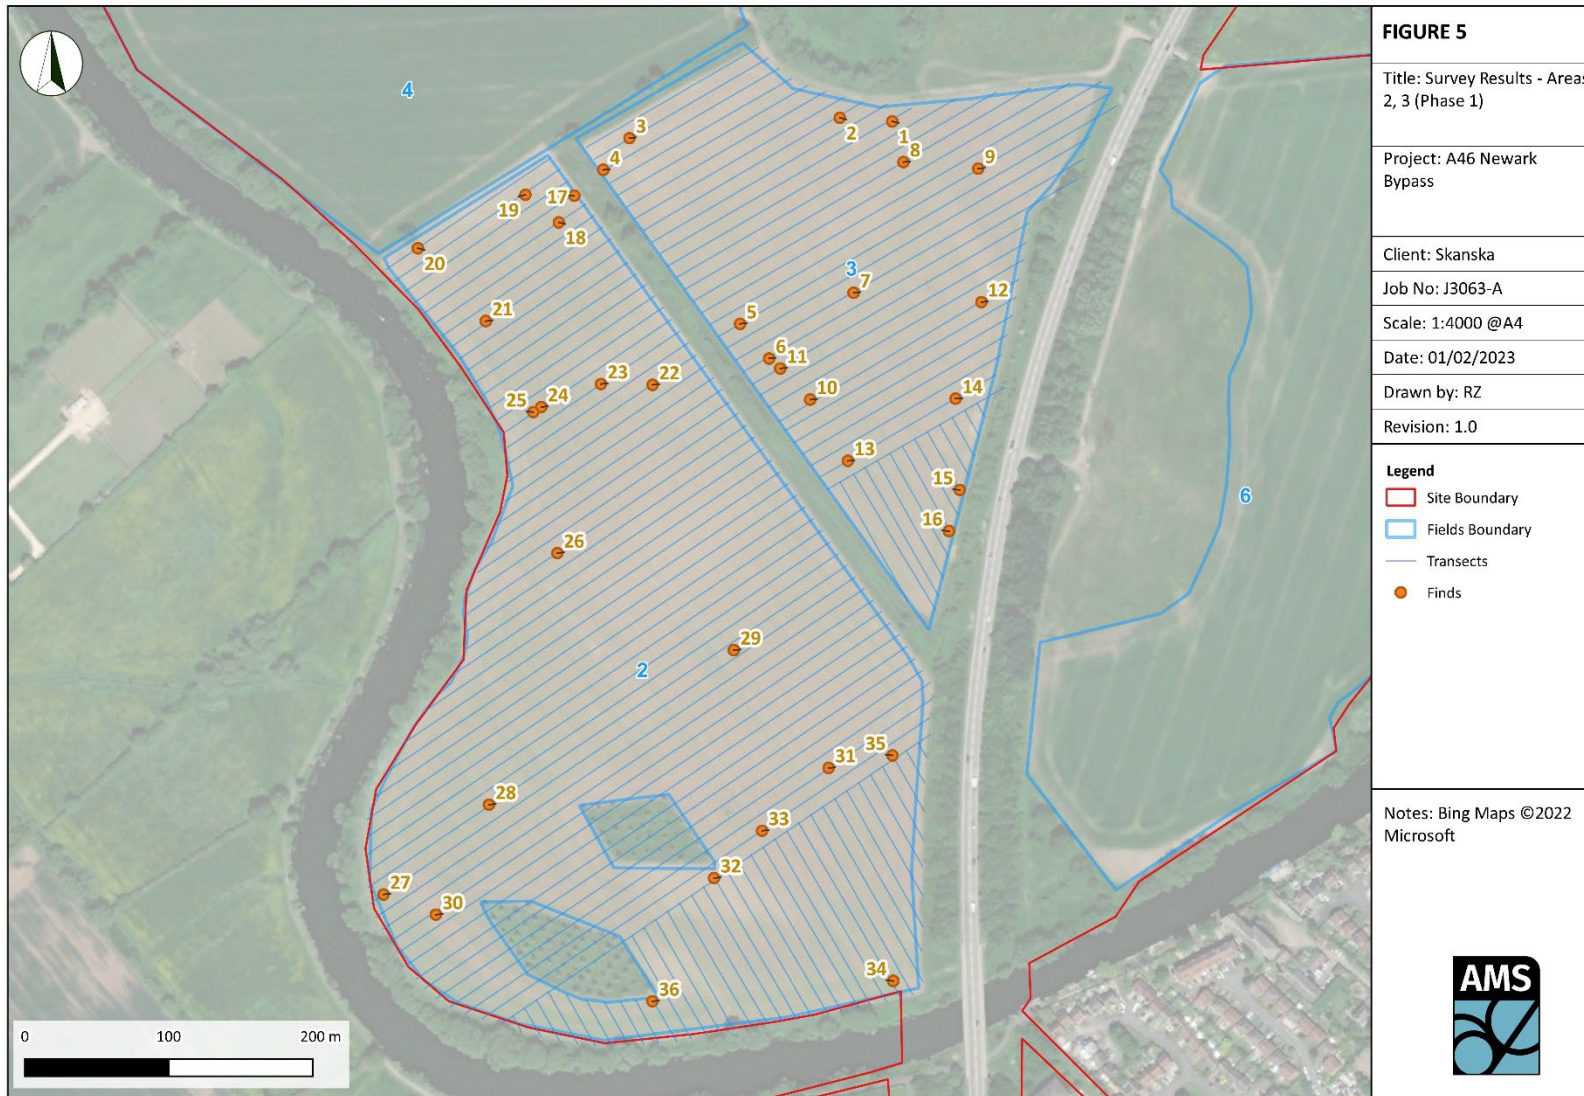 FIGURE 5
Title: Survey Results - Areas
2, 3 (Phase 1)
Project: A46 Newark
Bypass
Client: Skanska
Job No: J3063-A
Scale: 1:4000 @A4
Date: 01/02/2023
Drawn by: RZ
Revision: 1.0
Legend
Site Boundary
Fields Boundary
Transects
Finds
Notes: Bing Maps ©2022
Microsoft
AMS
4
3
2
1
4
8
9
19
17
18
20
3
7
12
21
5
6
11
23
22
10
14
25
24
13
15
6
16
26
29
2
31
35
28
33
32
27
30
34
36
0
100
200 m